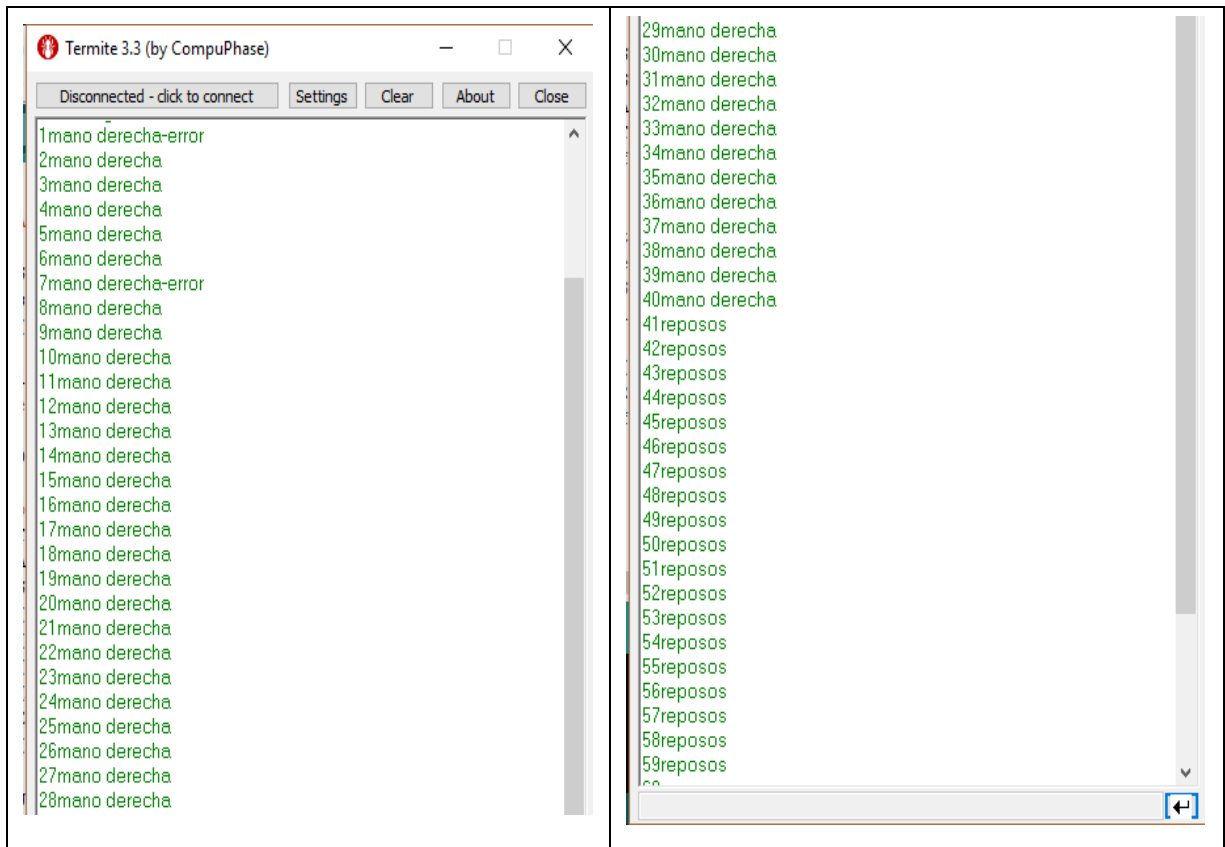 Termite 3.3 (by CompuPhase)
Disconnected - click to connect Settings Clear About Close
1mano derecha-error
2mano derecha
3mano derecha
4mano derecha
5mano derecha
6mano derecha
7mano derecha-error
8mano derecha
9mano derecha
10mano derecha
11mano derecha
12mano derecha
13mano derecha
14mano derecha
15mano derecha
16mano derecha
17mano derecha
18mano derecha
19mano derecha
20mano derecha
21mano derecha
22mano derecha
23mano derecha
24mano derecha
25mano derecha
26mano derecha
27mano derecha
28mano derecha
29mano derecha
30mano derecha
31mano derecha
32mano derecha
33mano derecha
34mano derecha
35mano derecha
36mano derecha
37mano derecha
38mano derecha
39mano derecha
40mano derecha
41reposos
42reposos
43reposos
44reposos
45reposos
46reposos
47reposos
48reposos
49reposos
50reposos
51reposos
52reposos
53reposos
54reposos
55reposos
56reposos
57reposos
58reposos
59reposos